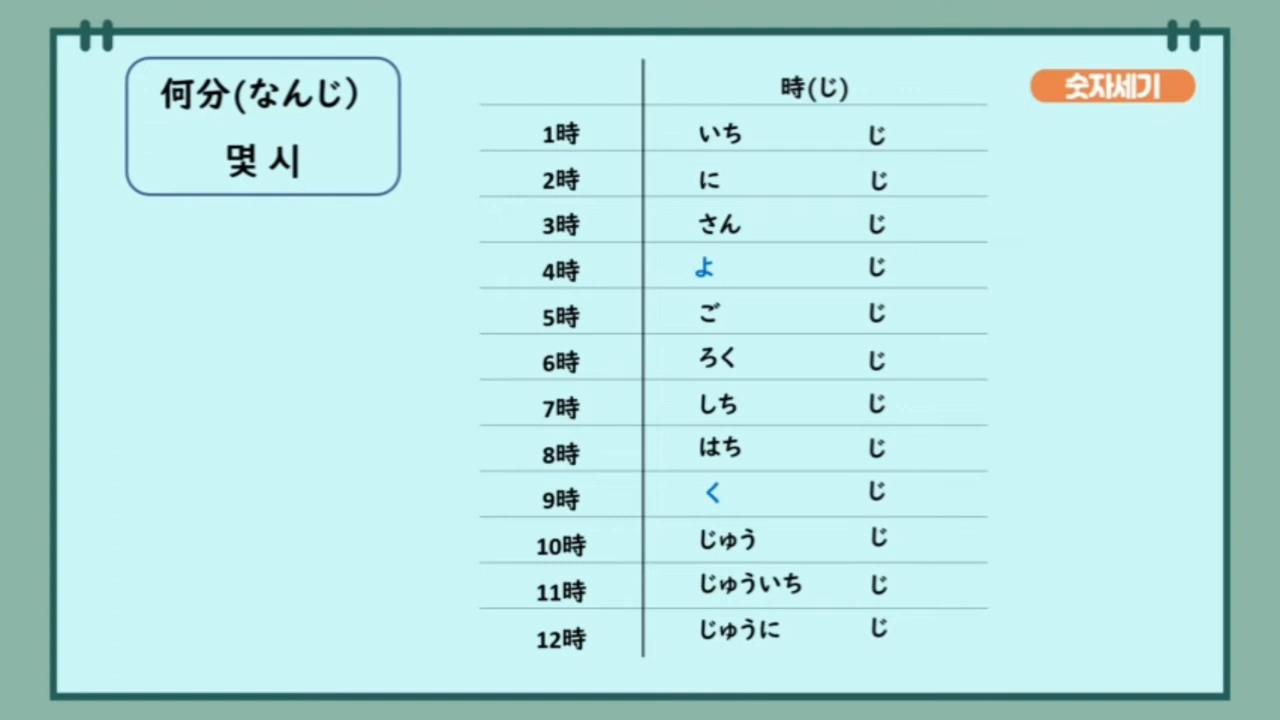 何分(なんじ)
몇 시
숫자세기
時(じ)
1時 いち じ
2時 に じ
3時 さん じ
4時 よ じ
5時 ご じ
6時 ろく じ
7時 しち じ
8時 はち じ
9時 く じ
10時 じゅう じ
11時 じゅういち じ
12時 じゅうに じ